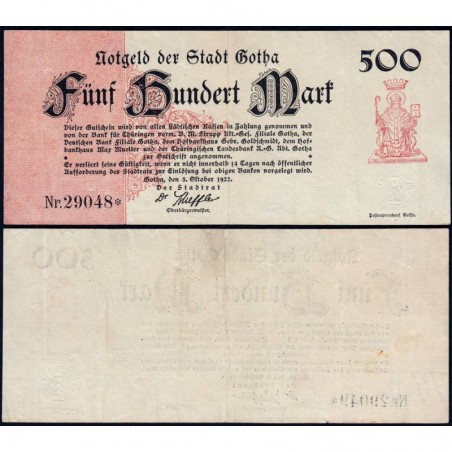 Notgeld der Stadt Gotha
500
Fünf Hundert Mark
Dieser Gutschein wird von allen städtischen Kassen in Zahlung genommen und
von der Bank für Thüringen vorm. B. M. Strupp Akt.-Ges. Filiale Gotha, der
Deutschen Bank Filiale Gotha, dem Hofbankhaus Gebr. Goldschmidt, dem Hof-
bankhaus Max Mueller und der Thüringischen Landesbank A.-G. Abt. Gotha
zur Gutschrift angenommen.
Er verliert seine Gültigkeit, wenn er nicht innerhalb 14 Tagen nach öffentlicher
Aufforderung des Stadtrats zur Einlösung bei obigen Banken vorgelegt wird.
Gotha, den 5. Oktober 1922.
Der Stadtrat
Nr. 29048*
Dr
Oberbürgermeister.